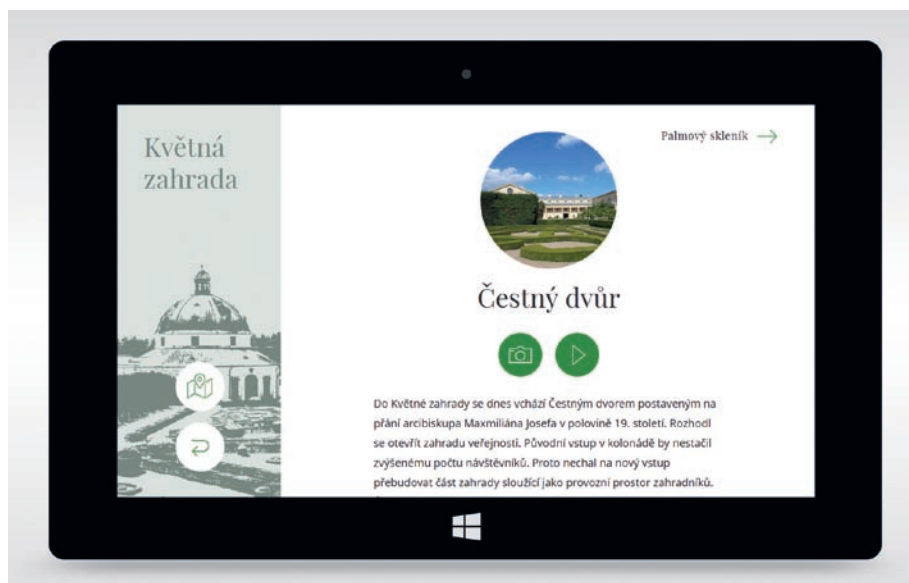 Květná
zahrada
Palmový skleník
Čestný dvůr
Do Květné zahrady se dnes vchází Čestným dvorem postaveným na
přání arcibiskupa Maxmiliána Josefa v polovině 19. století. Rozhodl
se otevřít zahradu veřejnosti. Původní vstup v kolonádě by nestačil
zvýšenému počtu návštěvníků. Proto nechal na nový vstup
přebudovat část zahrady sloužící jako provozní prostor zahradníků.